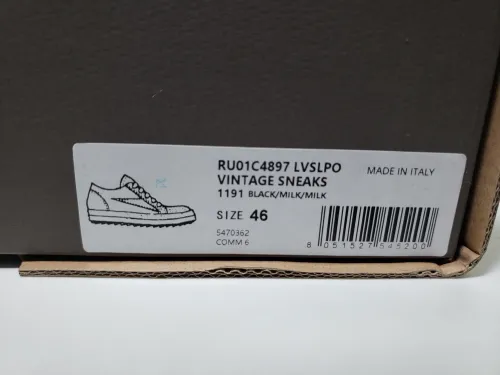 RU01C4897 LVSLPO
VINTAGE SNEAKS
1191 BLACK/MILK/MILK
MADE IN ITALY
SIZE 46
5470362
COMM 6
8 051527 545200